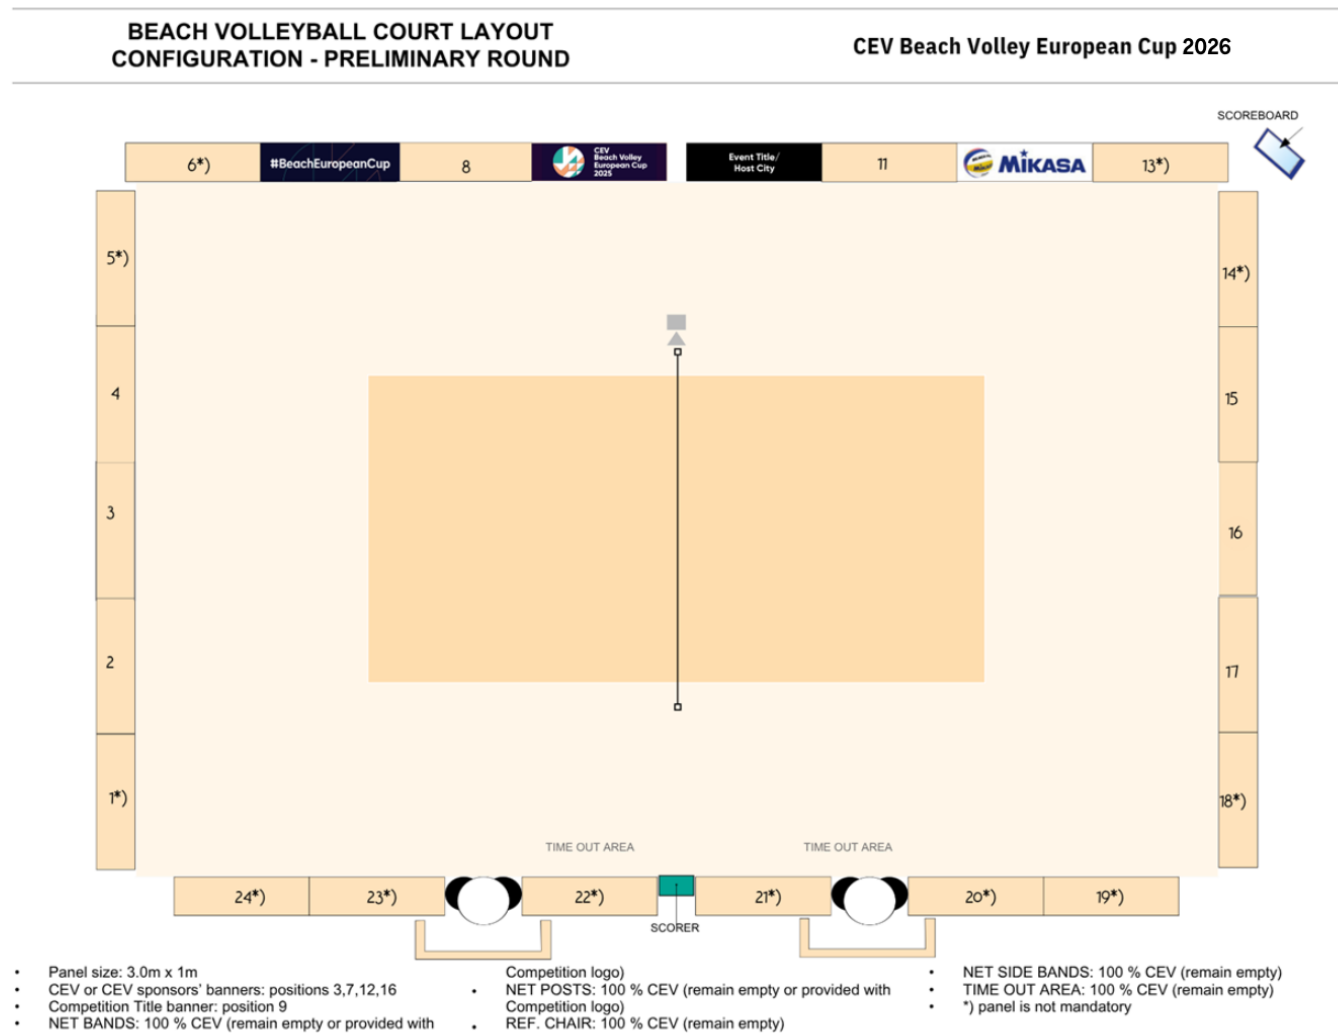 BEACH VOLLEYBALL COURT LAYOUT
CONFIGURATION - PRELIMINARY ROUND
CEV Beach Volley European Cup 2026
SCOREBOARD
6*)
#BeachEuropeanCup
8
CEV
Beach Volley
European Cup
2025
Event Title/
Host City
11
MIKASA
13*)
5*)
14*)
4
15
3
16
2
17
1*)
18*)
TIME OUT AREA
TIME OUT AREA
24*)
23*)
22*)
21*)
20*)
19*)
SCORER
• Panel size: 3.0m x 1m
• CEV or CEV sponsors' banners: positions 3,7,12,16
• Competition Title banner: position 9
• NET BANDS: 100 % CEV (remain empty or provided with
Competition logo)
• NET POSTS: 100 % CEV (remain empty or provided with
Competition logo)
• REF. CHAIR: 100 % CEV (remain empty)
• NET SIDE BANDS: 100 % CEV (remain empty)
• TIME OUT AREA: 100 % CEV (remain empty)
• *) panel is not mandatory